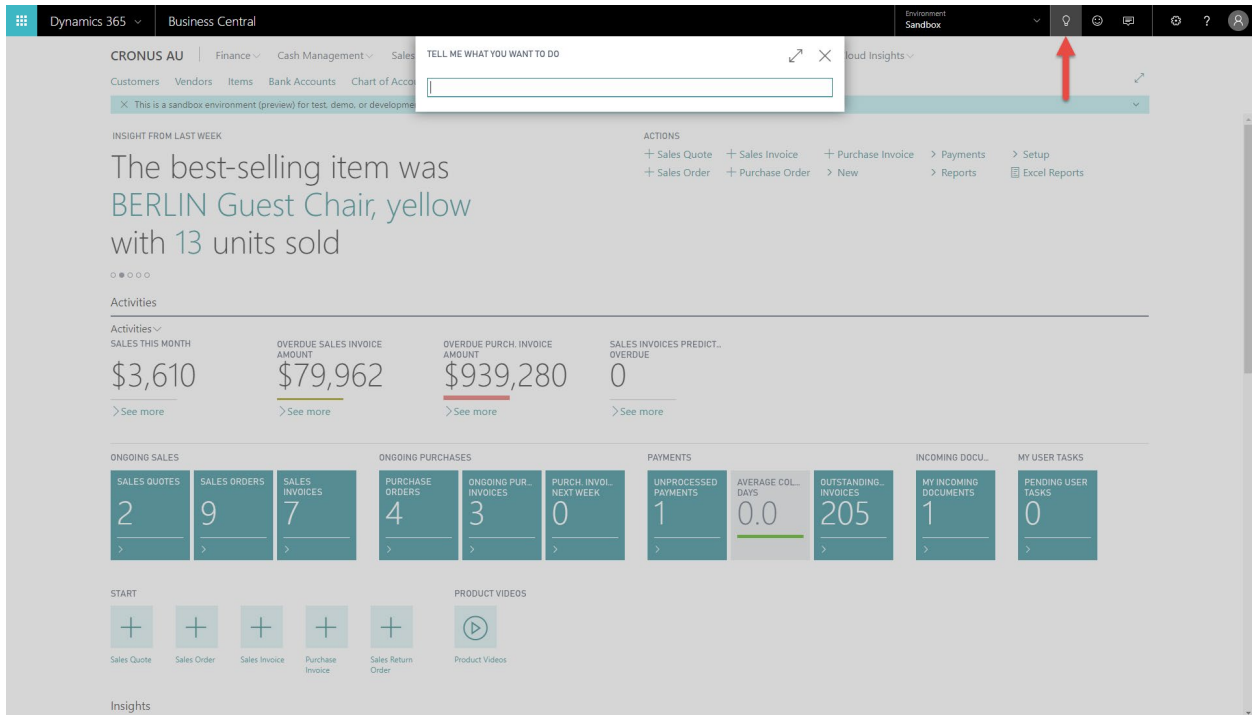 Dynamics 365 Business Central Environment Sandbox ?
TELL ME WHAT YOU WANT TO DO
CRONUS AU Finance Cash Management Sales loud Insights
Customers Vendors Items Bank Accounts Chart of Accou
This is a sandbox environment (preview) for test, demo, or developme
INSIGHT FROM LAST WEEK
The best-selling item was
BERLIN Guest Chair, yellow
with 13 units sold
ACTIONS
+ Sales Quote + Sales Invoice + Purchase Invoice > Payments > Setup
+ Sales Order + Purchase Order > New > Reports Excel Reports
Activities
Activities
SALES THIS MONTH
$3,610
>See more
OVERDUE SALES INVOICE
AMOUNT
$79,962
>See more
OVERDUE PURCH. INVOICE
AMOUNT
$939,280
>See more
SALES INVOICES PREDICT...
OVERDUE
0
>See more
ONGOING SALES
SALES QUOTES
2
SALES ORDERS
9
SALES
INVOICES
7
ONGOING PURCHASES
PURCHASE
ORDERS
4
ONGOING PUR...
INVOICES
3
PURCH. INVOI...
NEXT WEEK
0
PAYMENTS
UNPROCESSED
PAYMENTS
1
AVERAGE COL...
DAYS
0.0
OUTSTANDING...
INVOICES
205
INCOMING DOCU...
MY INCOMING
DOCUMENTS
1
MY USER TASKS
PENDING USER
TASKS
0
START
Sales Quote
Sales Order
Sales Invoice
Purchase
Invoice
Sales Return
Order
PRODUCT VIDEOS
Product Videos
Insights